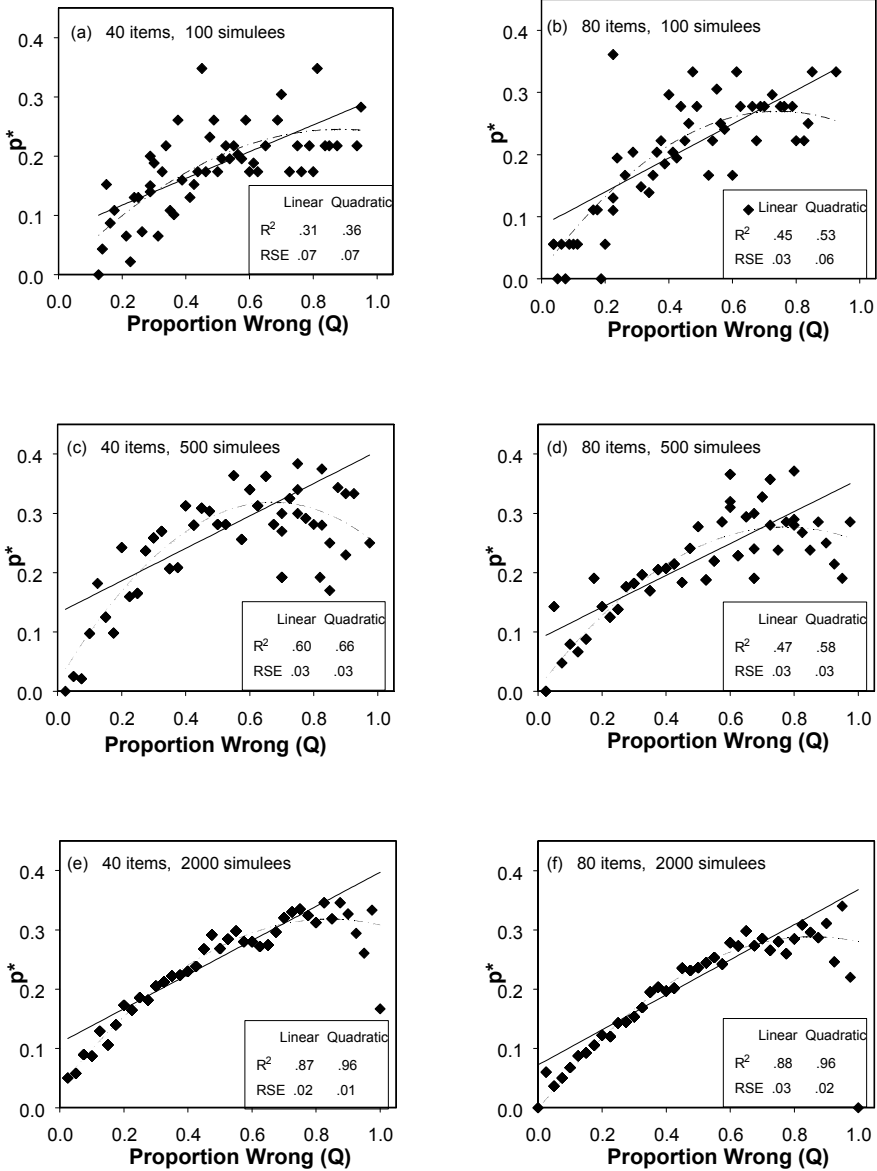 (a) 40 items, 100 simulees
0.4
0.3
0.2
0.1
0.0
p*
Linear Quadratic
R² .31 .36
RSE .07 .07
0.0 0.2 0.4 0.6 0.8 1.0
Proportion Wrong (Q)
(b) 80 items, 100 simulees
0.4
0.3
0.2
0.1
0.0
p*
Linear Quadratic
R² .45 .53
RSE .03 .06
0.0 0.2 0.4 0.6 0.8 1.0
Proportion Wrong (Q)
(c) 40 items, 500 simulees
0.4
0.3
0.2
0.1
0.0
p*
Linear Quadratic
R² .60 .66
RSE .03 .03
0.0 0.2 0.4 0.6 0.8 1.0
Proportion Wrong (Q)
(d) 80 items, 500 simulees
0.4
0.3
0.2
0.1
0.0
p*
Linear Quadratic
R² .47 .58
RSE .03 .03
0.0 0.2 0.4 0.6 0.8 1.0
Proportion Wrong (Q)
(e) 40 items, 2000 simulees
0.4
0.3
0.2
0.1
0.0
p*
Linear Quadratic
R² .87 .96
RSE .02 .01
0.0 0.2 0.4 0.6 0.8 1.0
Proportion Wrong (Q)
(f) 80 items, 2000 simulees
0.4
0.3
0.2
0.1
0.0
p*
Linear Quadratic
R² .88 .96
RSE .03 .02
0.0 0.2 0.4 0.6 0.8 1.0
Proportion Wrong (Q)